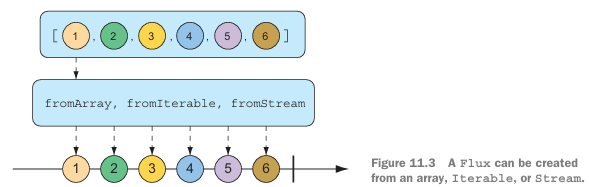 [ 1 , 2 , 3 , 4 , 5 , 6 ]
fromArray, fromIterable, fromStream
1 2 3 4 5 6
Figure 11.3 A Flux can be created
from an array, Iterable, or Stream.